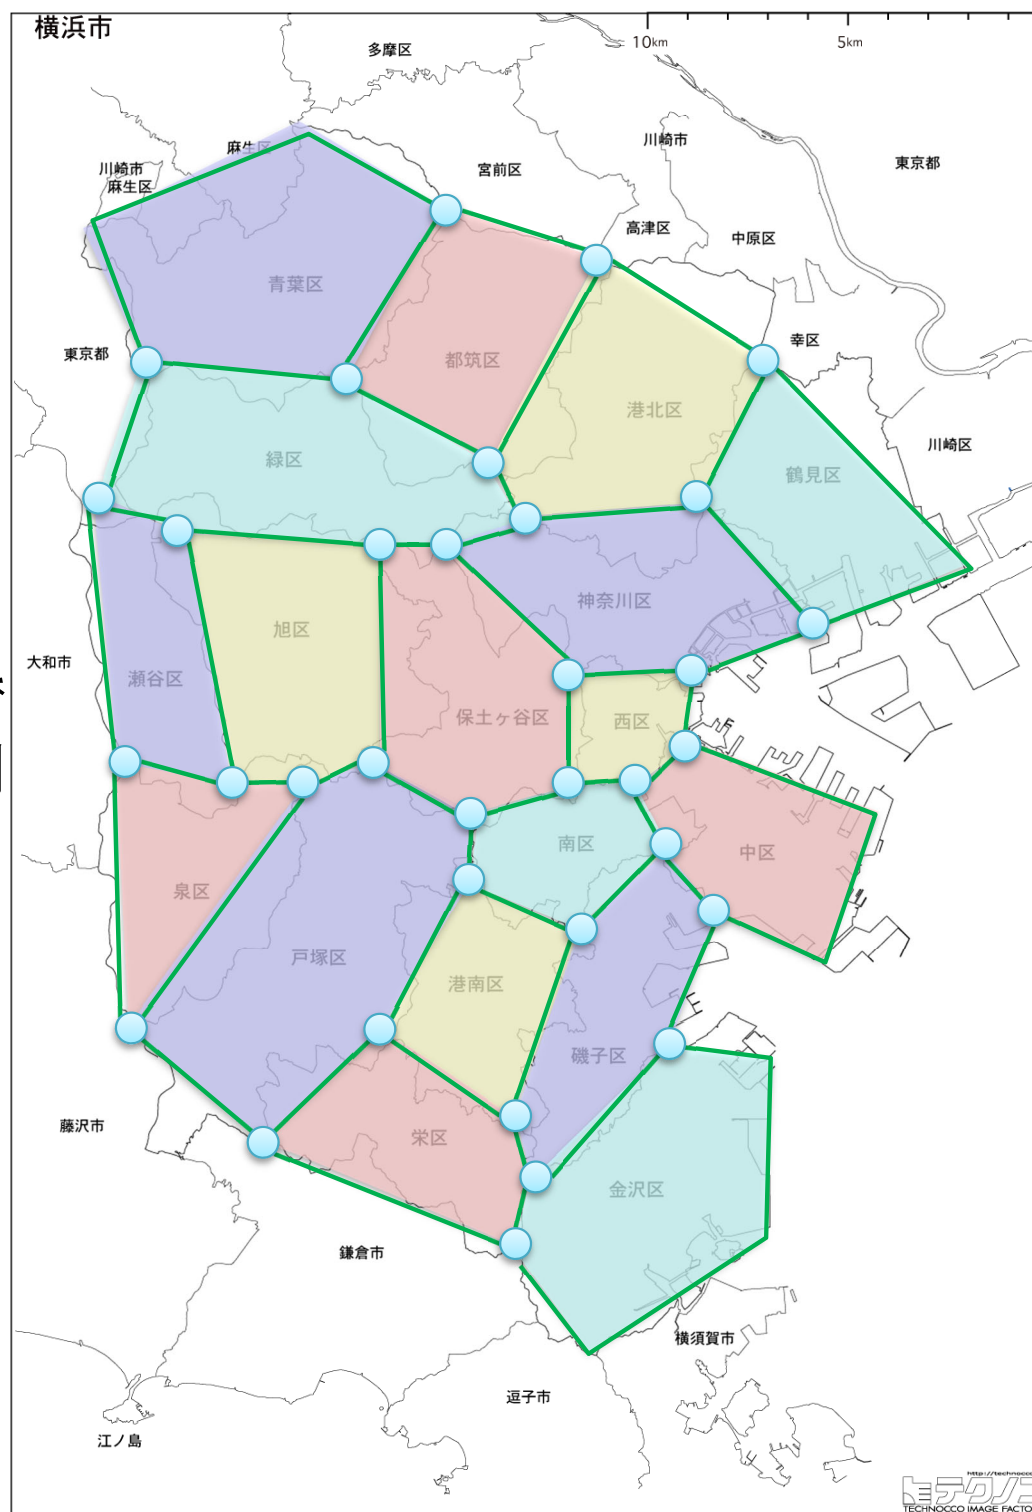 横浜市
10km
5km
多摩区
川崎市
麻生区
川崎市
麻生区
宮前区
東京都
高津区
中原区
青葉区
幸区
東京都
都筑区
港北区
川崎区
緑区
鶴見区
神奈川区
旭区
大和市
瀬谷区
保土ヶ谷区
西区
南区
中区
泉区
戸塚区
港南区
磯子区
藤沢市
栄区
金沢区
鎌倉市
横須賀市
逗子市
江ノ島
TECHNOCCO IMAGE FACTO